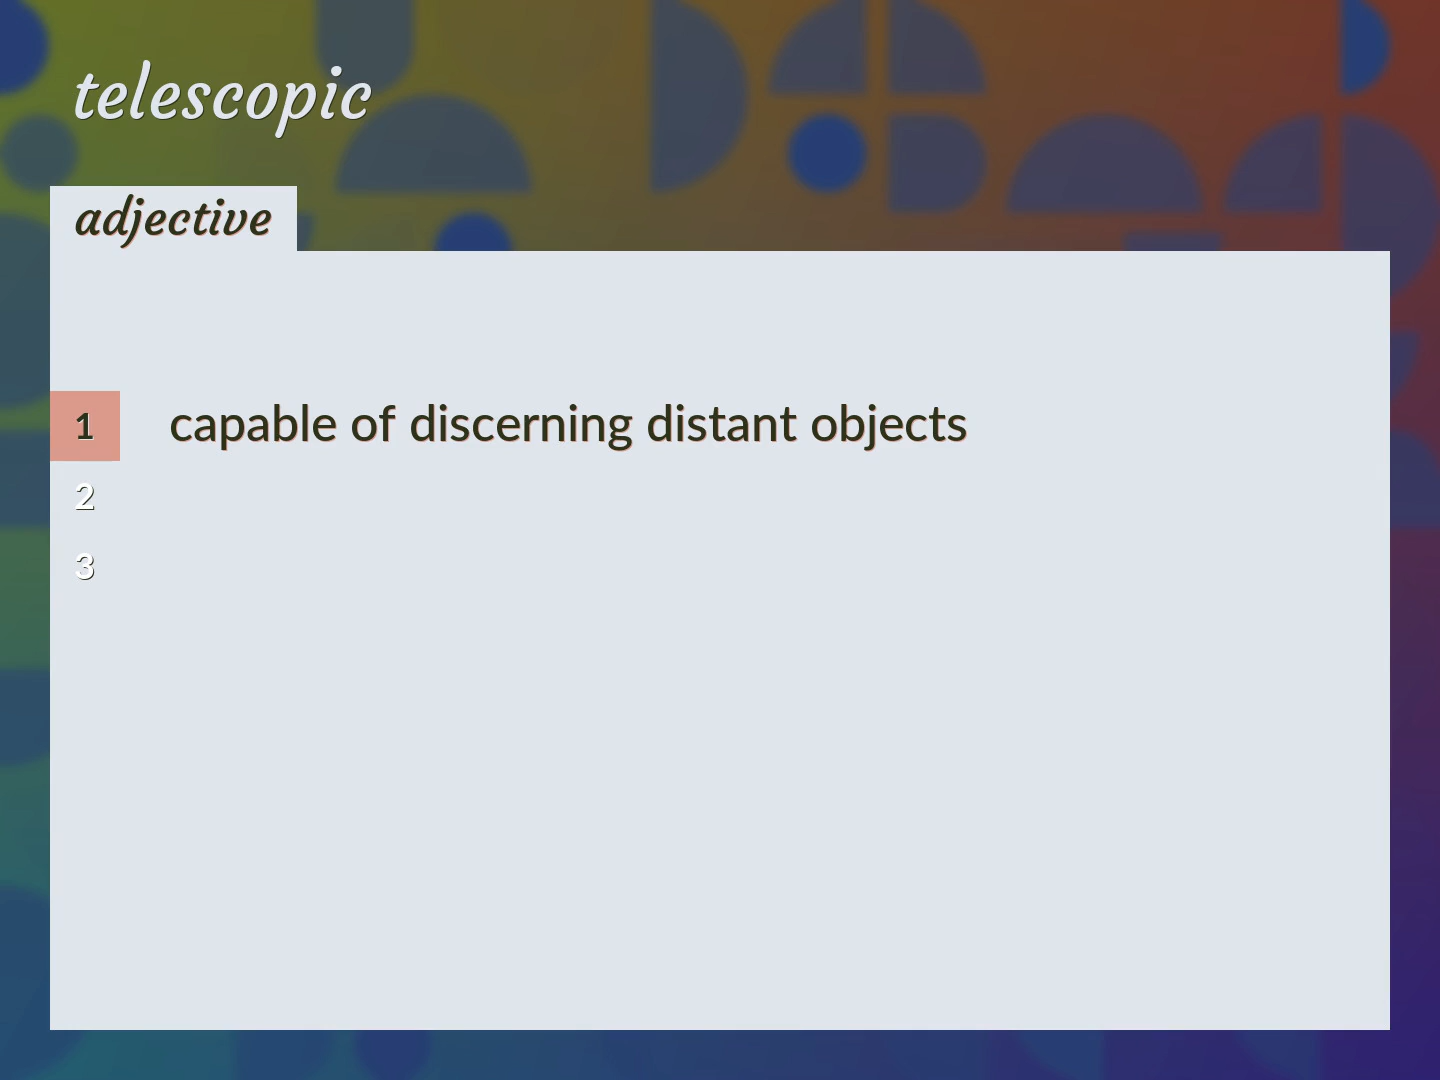 telescopic
adjective
1 capable of discerning distant objects
2
3